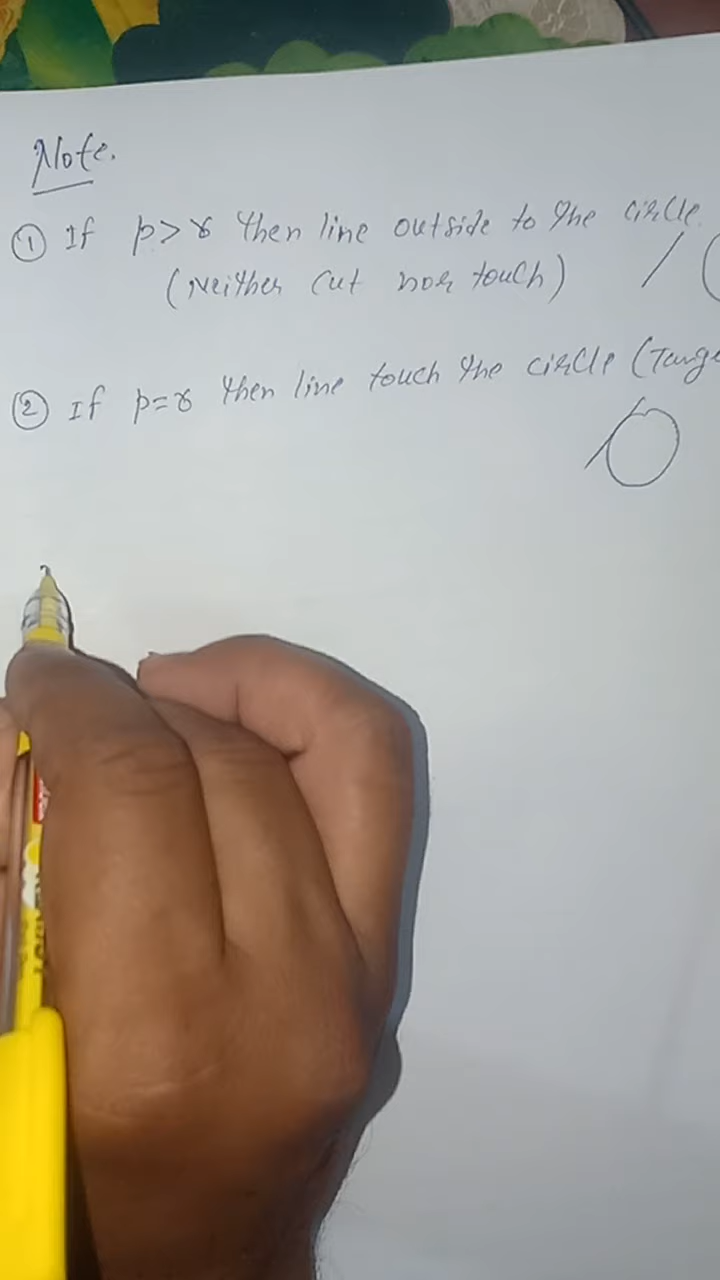 Note.
① If p>r then line outside to the circle.
(Neither cut nor touch)
② If p=r then line touch the circle (Tange